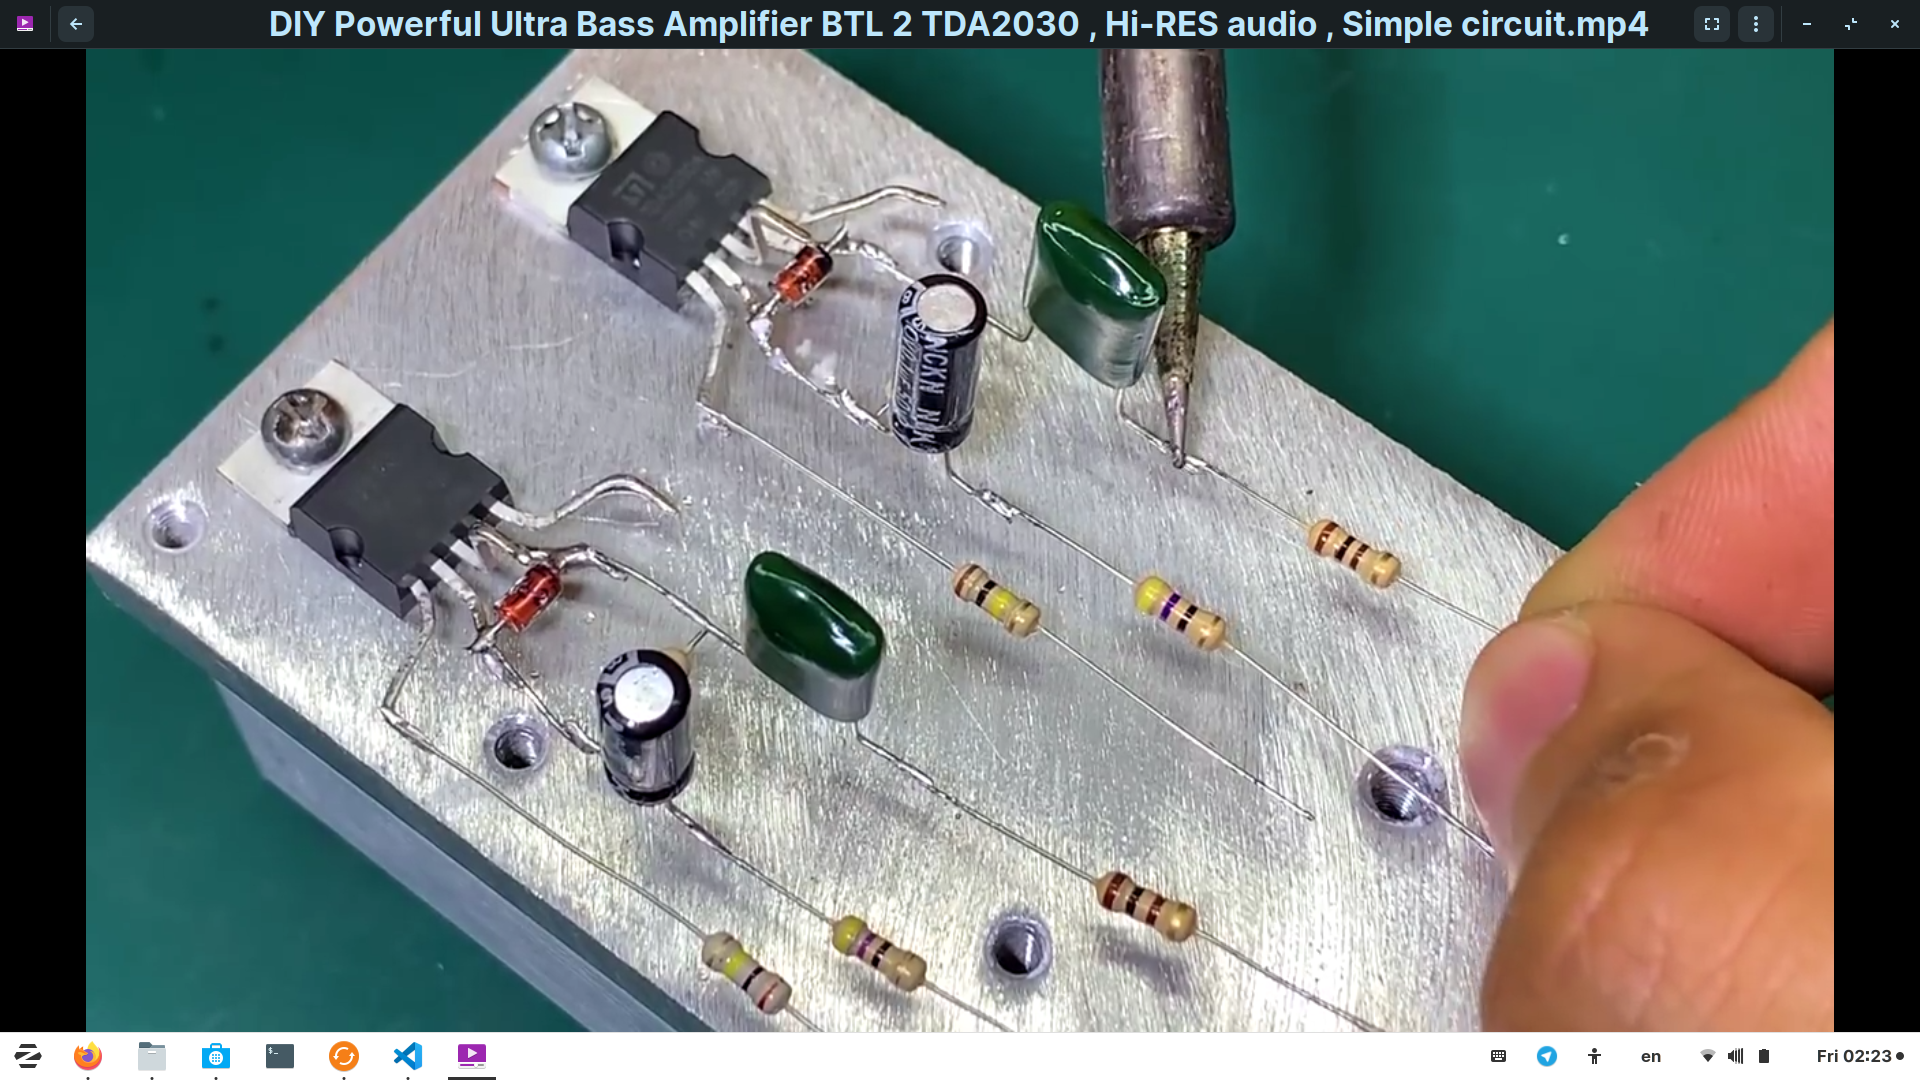 DIY Powerful Ultra Bass Amplifier BTL 2 TDA2030 , Hi-RES audio , Simple circuit.mp4
en
Fri 02:23